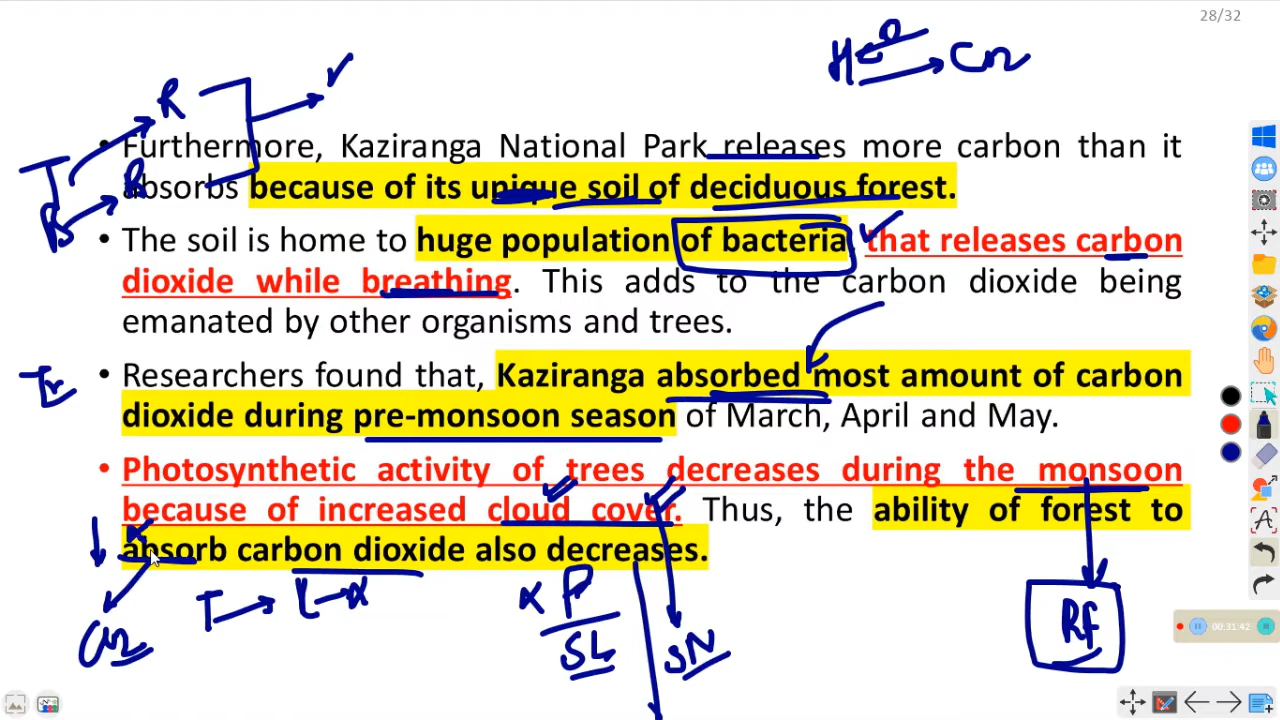 28/32
• Furthermore, Kaziranga National Park releases more carbon than it
absorbs because of its unique soil of deciduous forest.
• The soil is home to huge population of bacteria, that releases carbon
dioxide while breathing. This adds to the carbon dioxide being
emanated by other organisms and trees.
• Researchers found that, Kaziranga absorbed most amount of carbon
dioxide during pre-monsoon season of March, April and May.
• Photosynthetic activity of trees decreases during the monsoon
because of increased cloud cover. Thus, the ability of forest to
absorb carbon dioxide also decreases.
R
T
R
Tr
P
SL
SN
RF
T
00:31:42